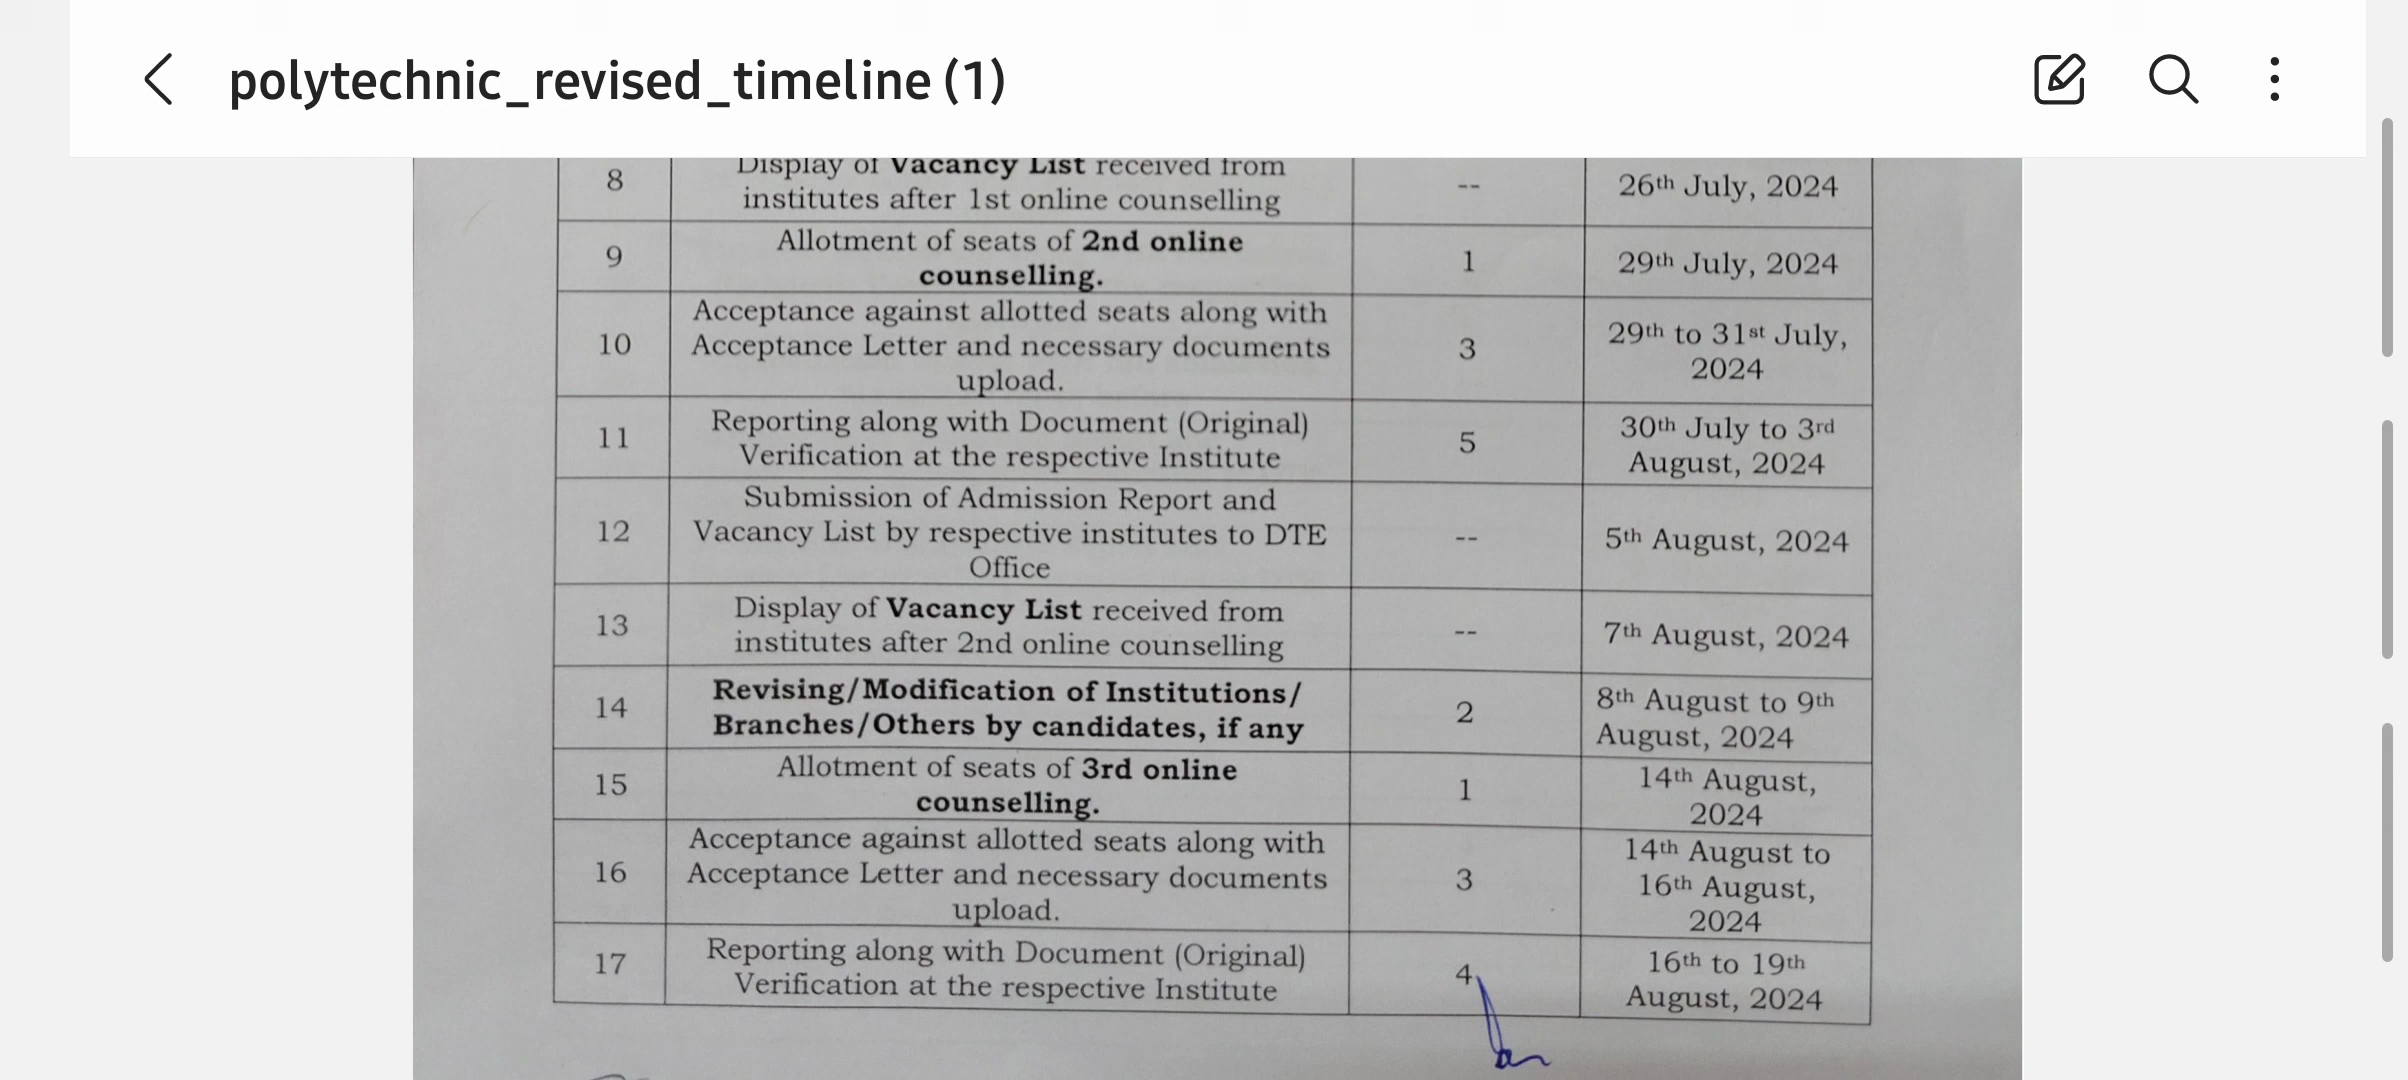 polytechnic_revised_timeline (1)
8
Display of Vacancy List received from
institutes after 1st online counselling
--
26th July, 2024
9
Allotment of seats of 2nd online
counselling.
1
29th July, 2024
10
Acceptance against allotted seats along with
Acceptance Letter and necessary documents
upload.
3
29th to 31st July,
2024
11
Reporting along with Document (Original)
Verification at the respective Institute
5
30th July to 3rd
August, 2024
12
Submission of Admission Report and
Vacancy List by respective institutes to DTE
Office
--
5th August, 2024
13
Display of Vacancy List received from
institutes after 2nd online counselling
--
7th August, 2024
14
Revising/Modification of Institutions/
Branches/Others by candidates, if any
2
8th August to 9th
August, 2024
15
Allotment of seats of 3rd online
counselling.
1
14th August,
2024
16
Acceptance against allotted seats along with
Acceptance Letter and necessary documents
upload.
3
14th August to
16th August,
2024
17
Reporting along with Document (Original)
Verification at the respective Institute
4
16th to 19th
August, 2024